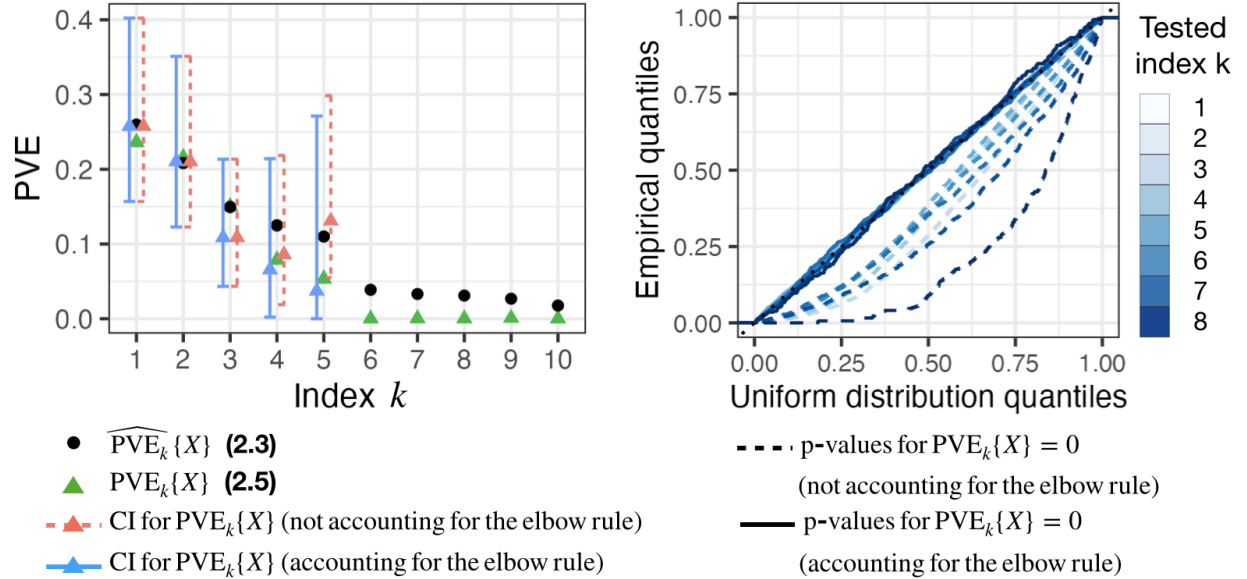 PVE
0.4
0.3
0.2
0.1
0.0
1 2 3 4 5 6 7 8 9 10
Index k
Empirical quantiles
1.00
0.75
0.50
0.25
0.00
0.00 0.25 0.50 0.75 1.00
Uniform distribution quantiles
Tested
index k
1
2
3
4
5
6
7
8
\widehat{PVE_k}{X} (2.3)
PVE_k{X} (2.5)
CI for PVE_k{X} (not accounting for the elbow rule)
CI for PVE_k{X} (accounting for the elbow rule)
p-values for PVE_k{X} = 0
(not accounting for the elbow rule)
p-values for PVE_k{X} = 0
(accounting for the elbow rule)